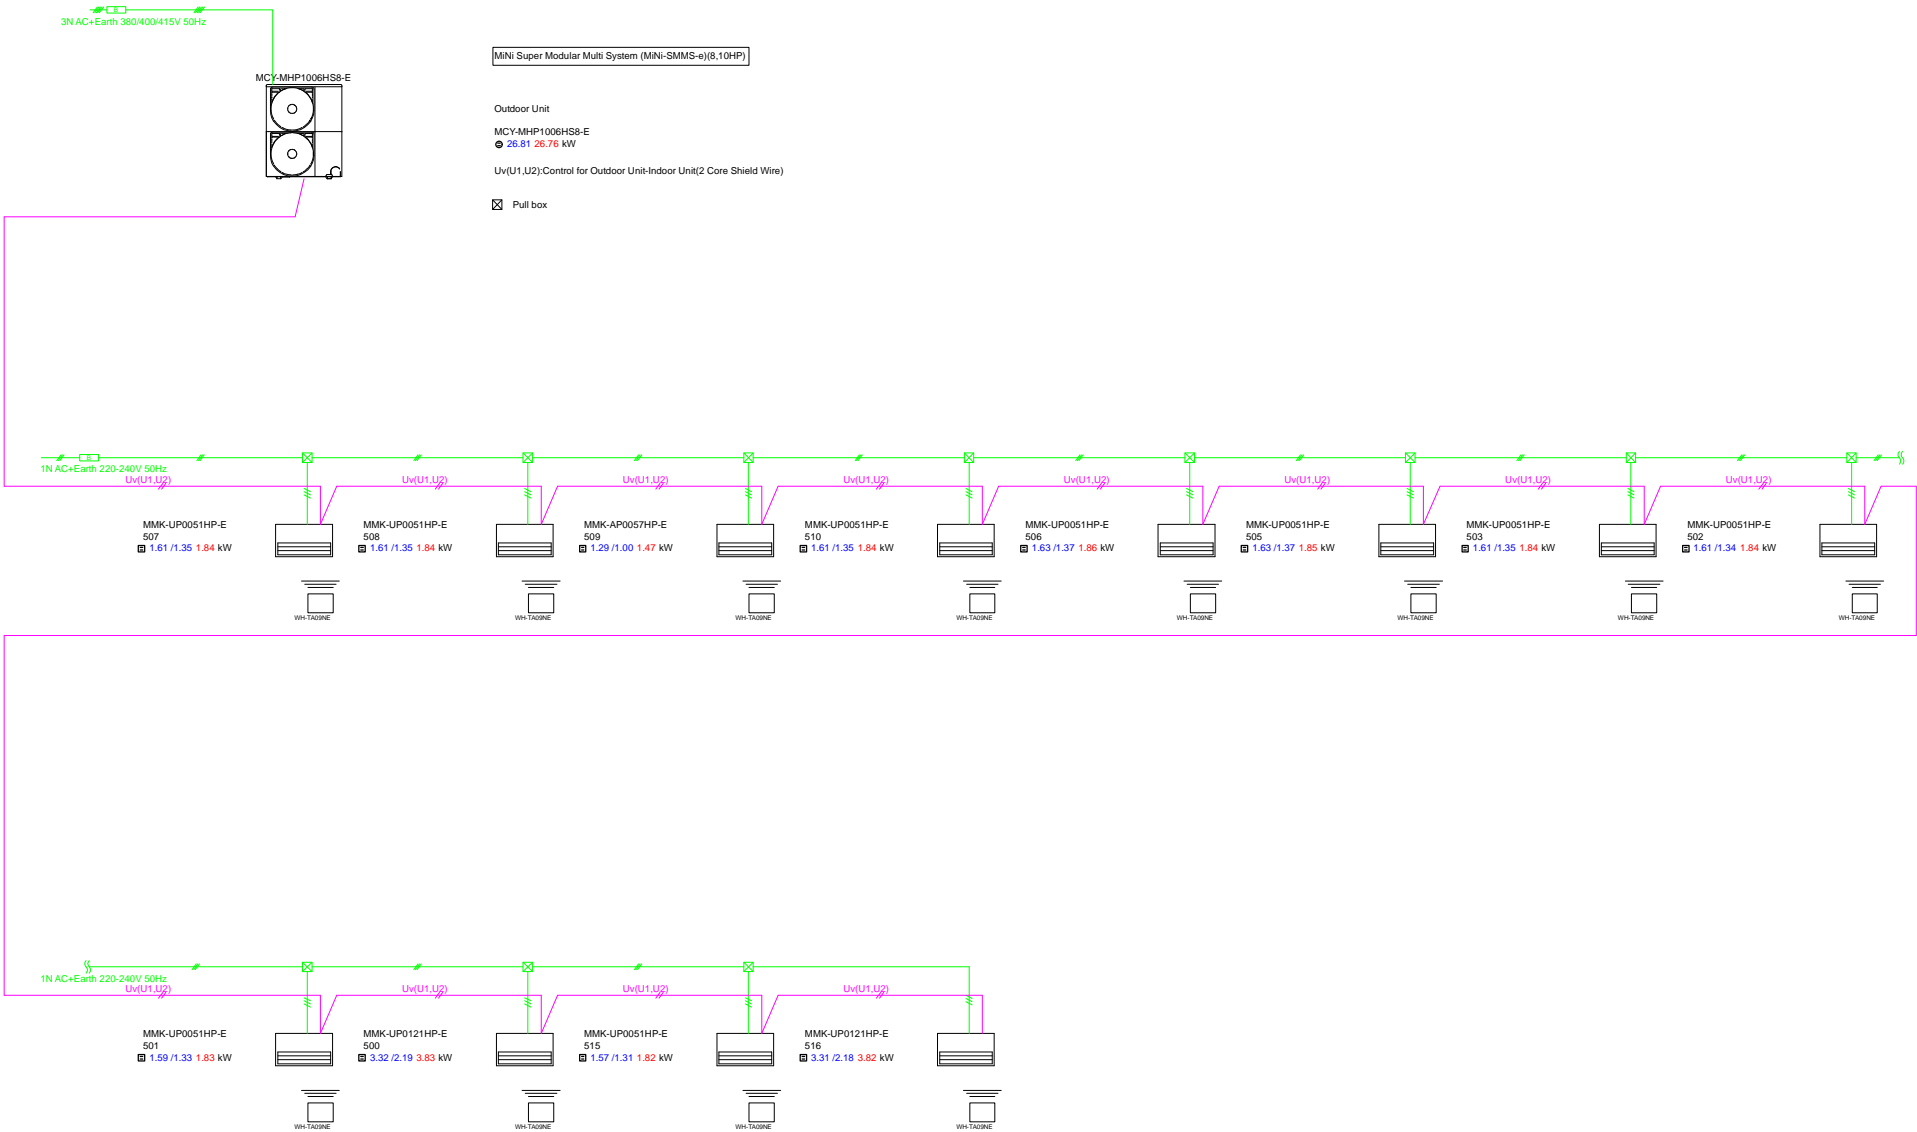 3N AC+Earth 380/400/415V 50Hz
MiNi Super Modular Multi System (MiNi-SMMS-e)(8,10HP)
MCY-MHP1006HS8-E
Outdoor Unit
MCY-MHP1006HS8-E
26.81 26.76 kW
Uv(U1,U2):Control for Outdoor Unit-Indoor Unit(2 Core Shield Wire)
Pull box
1N AC+Earth 220-240V 50Hz
Uv(U1,U2) Uv(U1,U2) Uv(U1,U2) Uv(U1,U2) Uv(U1,U2) Uv(U1,U2) Uv(U1,U2) Uv(U1,U2)
MMK-UP0051HP-E
507
1.61 /1.35 1.84 kW
MMK-UP0051HP-E
508
1.61 /1.35 1.84 kW
MMK-AP0057HP-E
509
1.29 /1.00 1.47 kW
MMK-UP0051HP-E
510
1.61 /1.35 1.84 kW
MMK-UP0051HP-E
506
1.63 /1.37 1.86 kW
MMK-UP0051HP-E
505
1.63 /1.37 1.85 kW
MMK-UP0051HP-E
503
1.61 /1.35 1.84 kW
MMK-UP0051HP-E
502
1.61 /1.34 1.84 kW
WH-TA09NE WH-TA09NE WH-TA09NE WH-TA09NE WH-TA09NE WH-TA09NE WH-TA09NE WH-TA09NE
1N AC+Earth 220-240V 50Hz
Uv(U1,U2) Uv(U1,U2) Uv(U1,U2) Uv(U1,U2)
MMK-UP0051HP-E
501
1.59 /1.33 1.83 kW
MMK-UP0121HP-E
500
3.32 /2.19 3.83 kW
MMK-UP0051HP-E
515
1.57 /1.31 1.82 kW
MMK-UP0121HP-E
516
3.31 /2.18 3.82 kW
WH-TA09NE WH-TA09NE WH-TA09NE WH-TA09NE